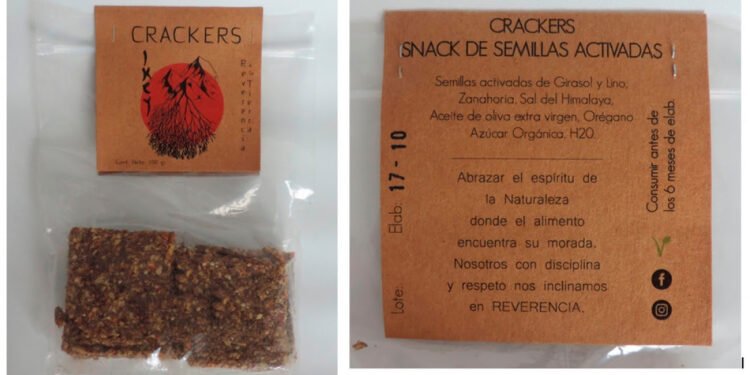 CRACKERS
Reverencia
a la Tierra
Cont. Neto: 100 g.
CRACKERS
SNACK DE SEMILLAS ACTIVADAS
Semillas activadas de Girasol y Lino,
Zanahoria, Sal del Himalaya,
Aceite de oliva extra virgen, Orégano
Azúcar Orgánica, H20.
Lote: Elab: 17-10
Abrazar el espíritu de
la Naturaleza
donde el alimento
encuentra su morada.
Nosotros con disciplina
y respeto nos inclinamos
en REVERENCIA.
Consumir antes de
los 6 meses de elab.